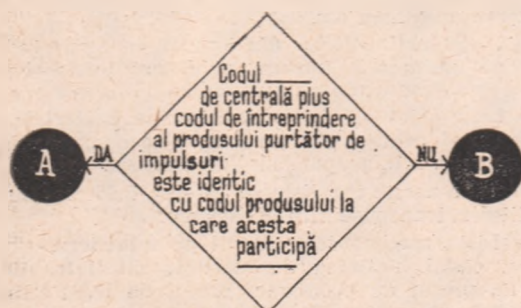 Codul
de centrală plus
codul de întreprindere
al produsului purtător de
impulsuri
este identic
cu codul produsului la
care acesta
participă
A
DA
NU
B